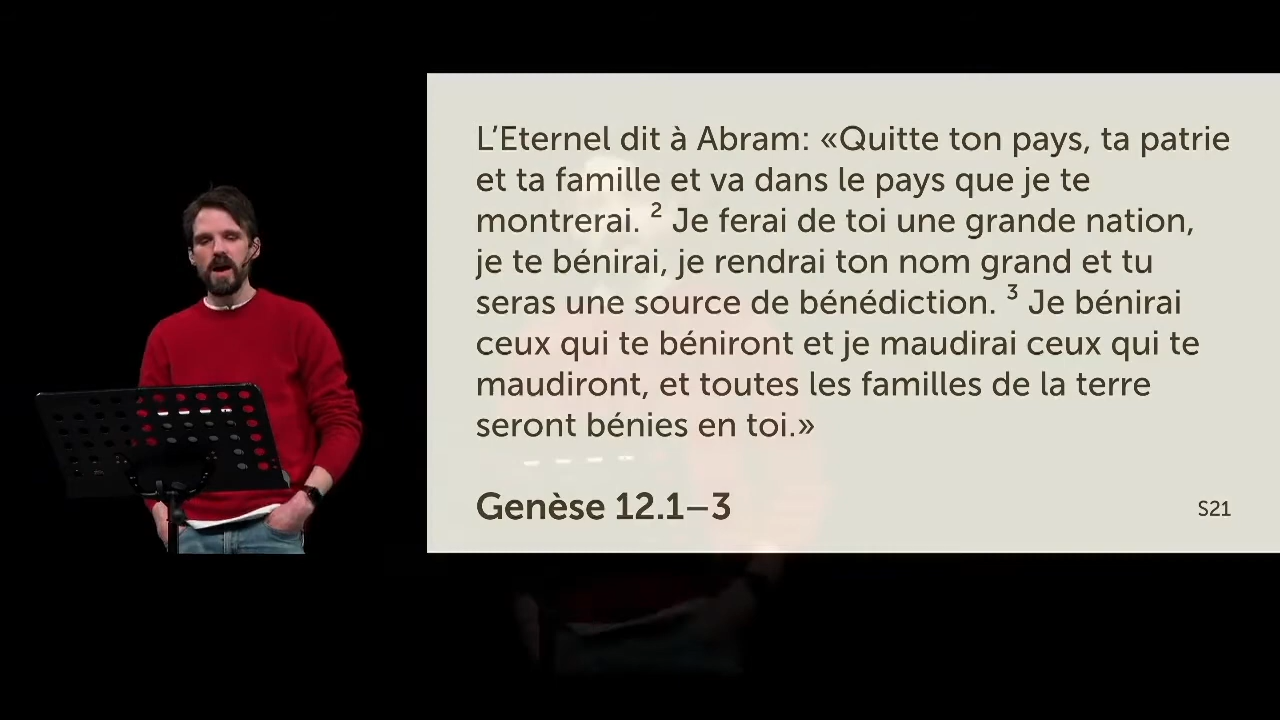 L’Eternel dit à Abram: «Quitte ton pays, ta patrie
et ta famille et va dans le pays que je te
montrerai. ² Je ferai de toi une grande nation,
je te bénirai, je rendrai ton nom grand et tu
seras une source de bénédiction. ³ Je bénirai
ceux qui te béniront et je maudirai ceux qui te
maudiront, et toutes les familles de la terre
seront bénies en toi.»
Genèse 12.1–3
S21